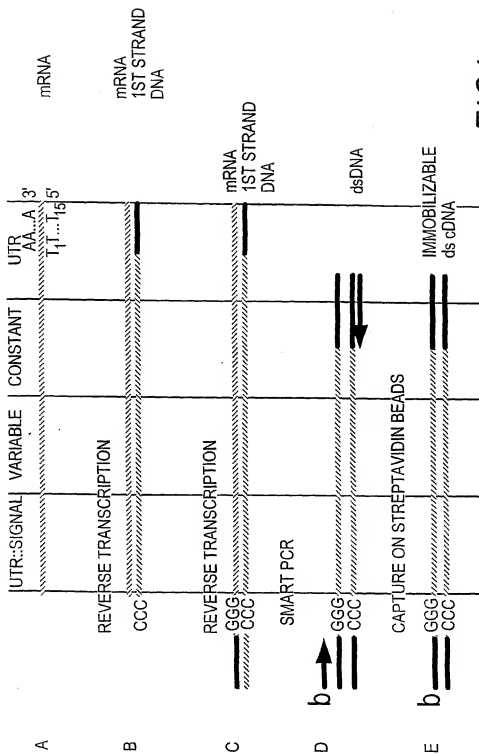 UTR::SIGNAL VARIABLE CONSTANT UTR
AA...A 3'
T₁T...T₁₅ 5'
A mRNA
REVERSE TRANSCRIPTION
B CCC mRNA
1ST STRAND
DNA
REVERSE TRANSCRIPTION
C GGG mRNA
CCC 1ST STRAND
DNA
SMART PCR
D b GGG dsDNA
CCC
CAPTURE ON STREPTAVIDIN BEADS
E b GGG IMMOBILIZABLE
CCC ds cDNA